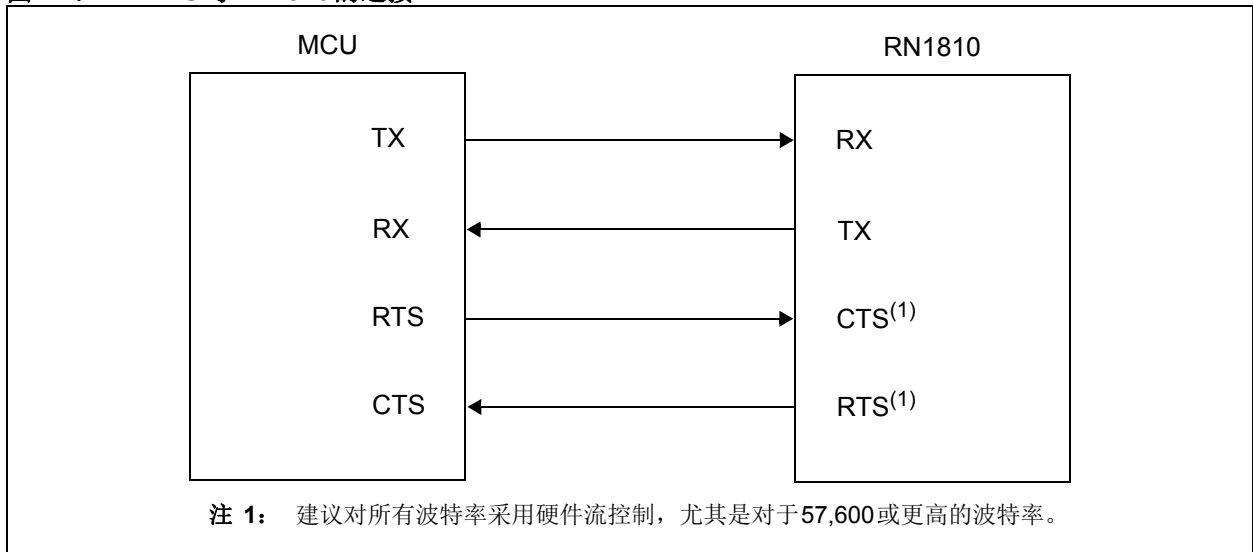 MCU RN1810
TX RX
RX TX
RTS CTS(1)
CTS RTS(1)
注 1： 建议对所有波特率采用硬件流控制，尤其是对于57,600或更高的波特率。